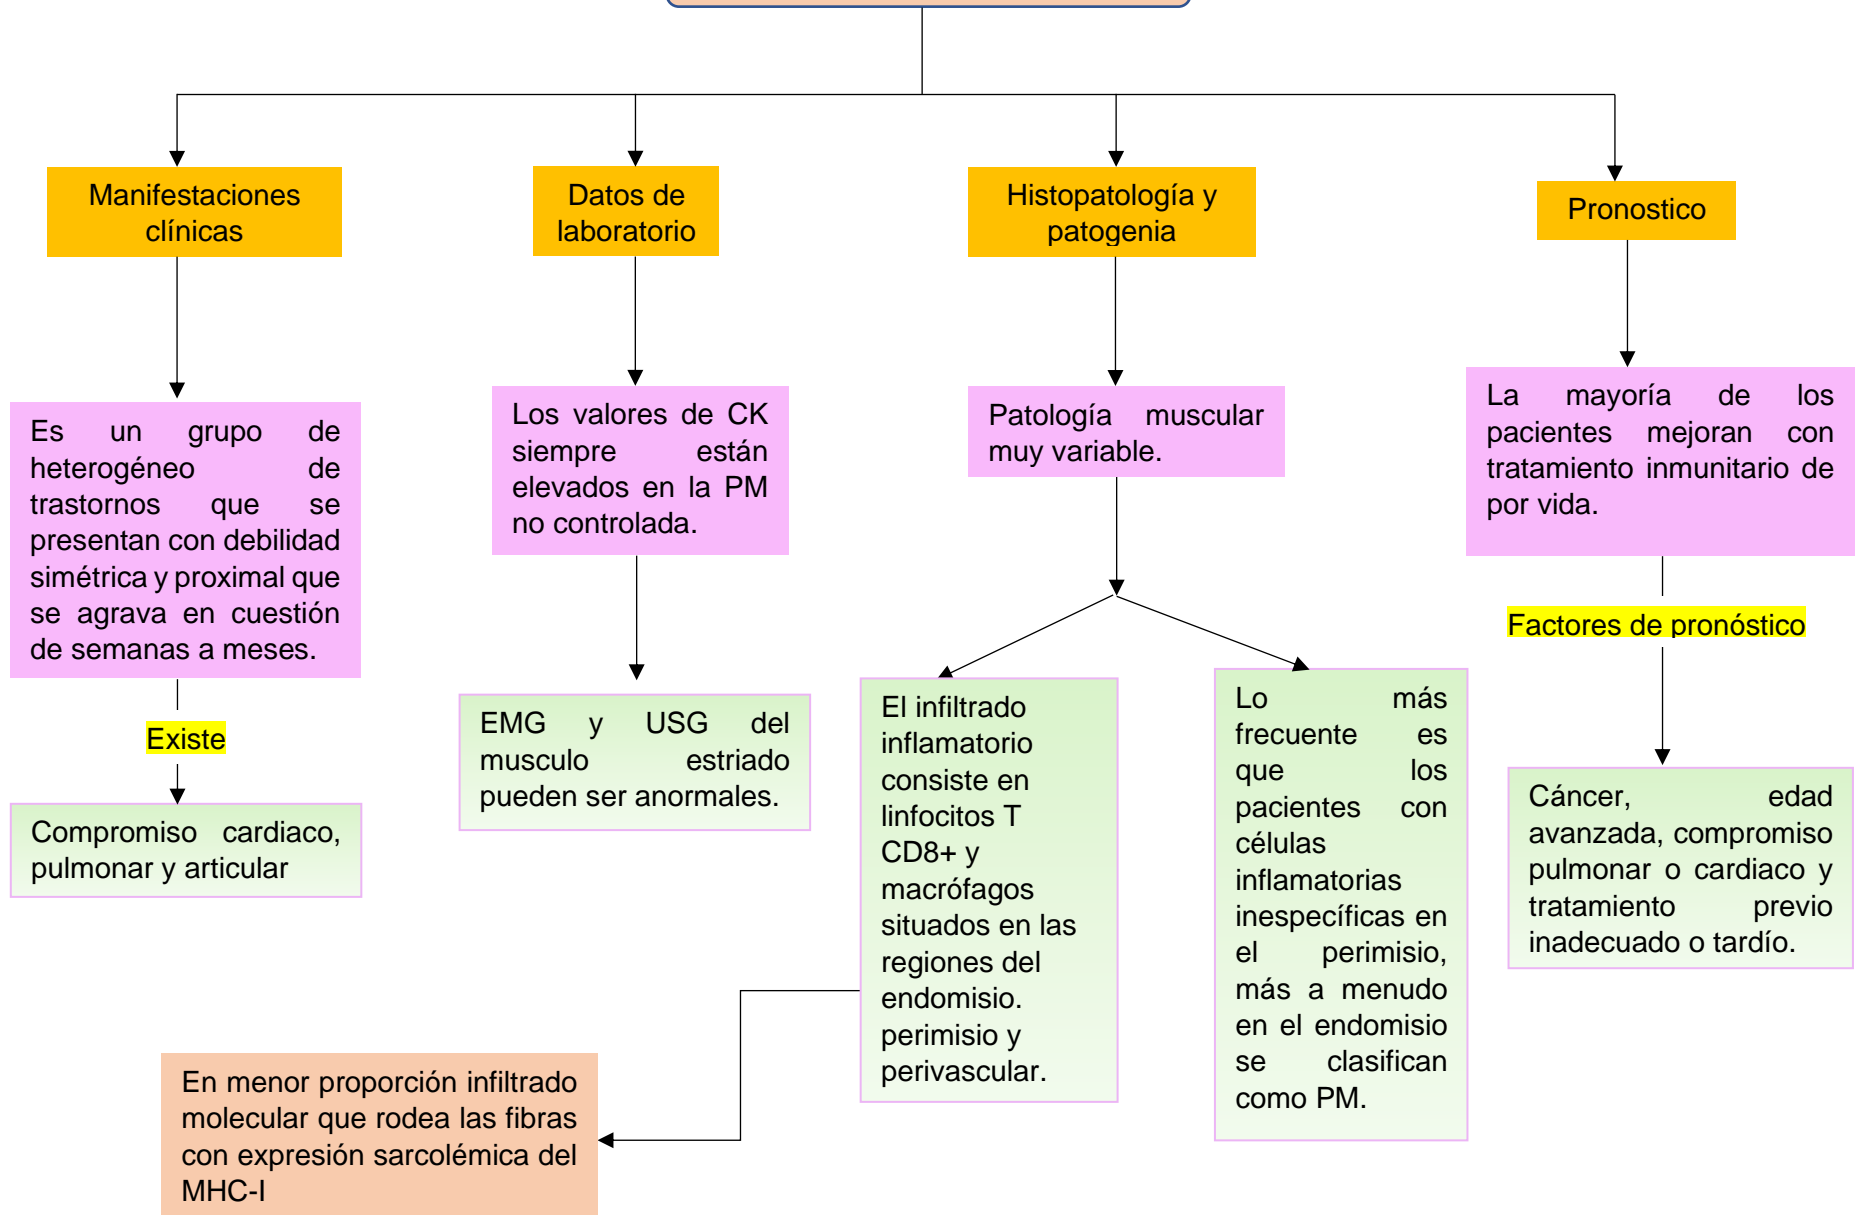 Manifestaciones
clínicas
Datos de
laboratorio
Histopatología y
patogenia
Pronostico
Es un grupo de
heterogéneo de
trastornos que se
presentan con debilidad
simétrica y proximal que
se agrava en cuestión
de semanas a meses.
Existe
Compromiso cardiaco,
pulmonar y articular
Los valores de CK
siempre están
elevados en la PM
no controlada.
EMG y USG del
musculo estriado
pueden ser anormales.
Patología muscular
muy variable.
El infiltrado
inflamatorio
consiste en
linfocitos T
CD8+ y
macrófagos
situados en las
regiones del
endomisio.
perimisio y
perivascular.
En menor proporción infiltrado
molecular que rodea las fibras
con expresión sarcolémica del
MHC-I
Lo más
frecuente es
que los
pacientes con
células
inflamatorias
inespecíficas en
el perimisio,
más a menudo
en el endomisio
se clasifican
como PM.
La mayoría de los
pacientes mejoran con
tratamiento inmunitario de
por vida.
Factores de pronóstico
Cáncer, edad
avanzada, compromiso
pulmonar o cardiaco y
tratamiento previo
inadecuado o tardío.